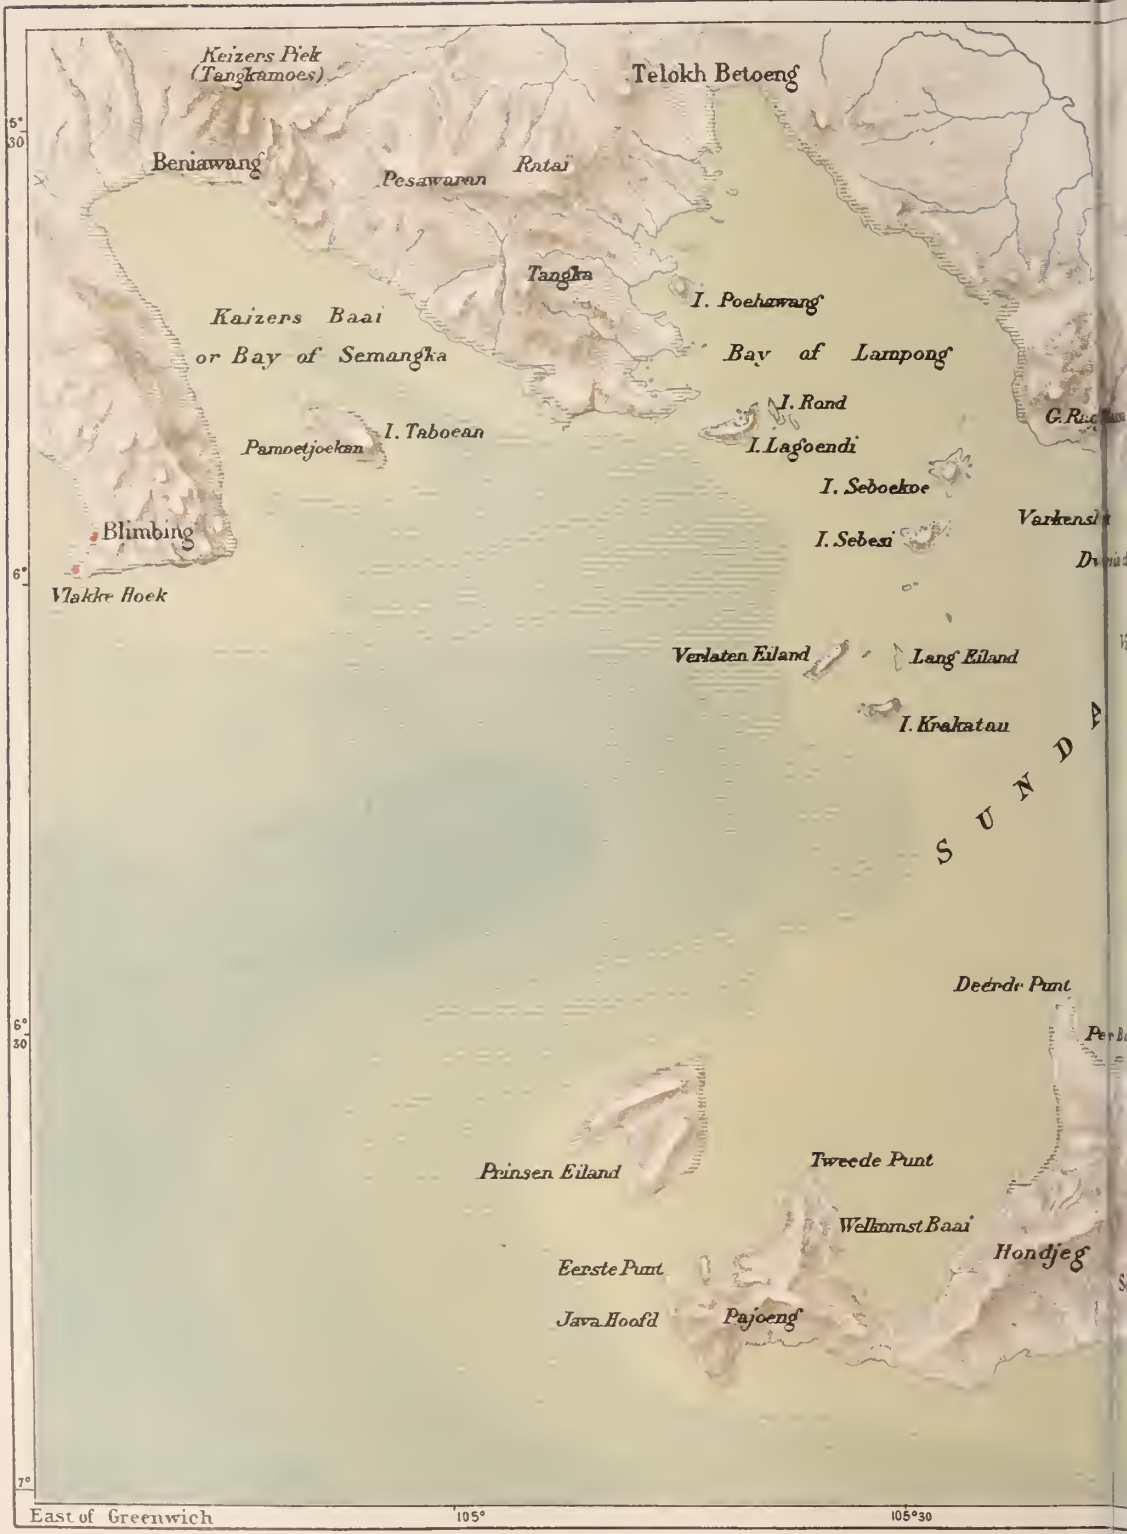 Keizers Piek
(Tangkamoes)
Telokh Betoeng
5°
30
Beniawang
Pesawaran
Rataï
Tangka
I. Poehawang
Kaizers Baai
or Bay of Semangka
Bay of Lampong
I. Rond
I. Taboean
Pamoetjoekan
I. Lagoendi
I. Seboekoe
Blimbing
I. Sebesi
6°
Vlakke Hoek
Verlaten Eiland
Lang Eiland
I. Krakatau
SUNDA
Deerde Punt
6°
30
Prinsen Eiland
Tweede Punt
Welkomst Baai
Hondjeg
Eerste Punt
Java Hoofd
Pajoeng
7°
East of Greenwich
105°
105°30